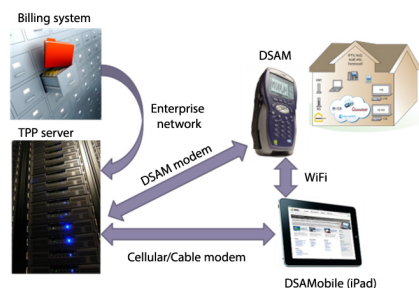 Billing system
DSAM
Enterprise
network
TPP server
DSAM modem
WiFi
Cellular/Cable modem
DSAMobile (iPad)